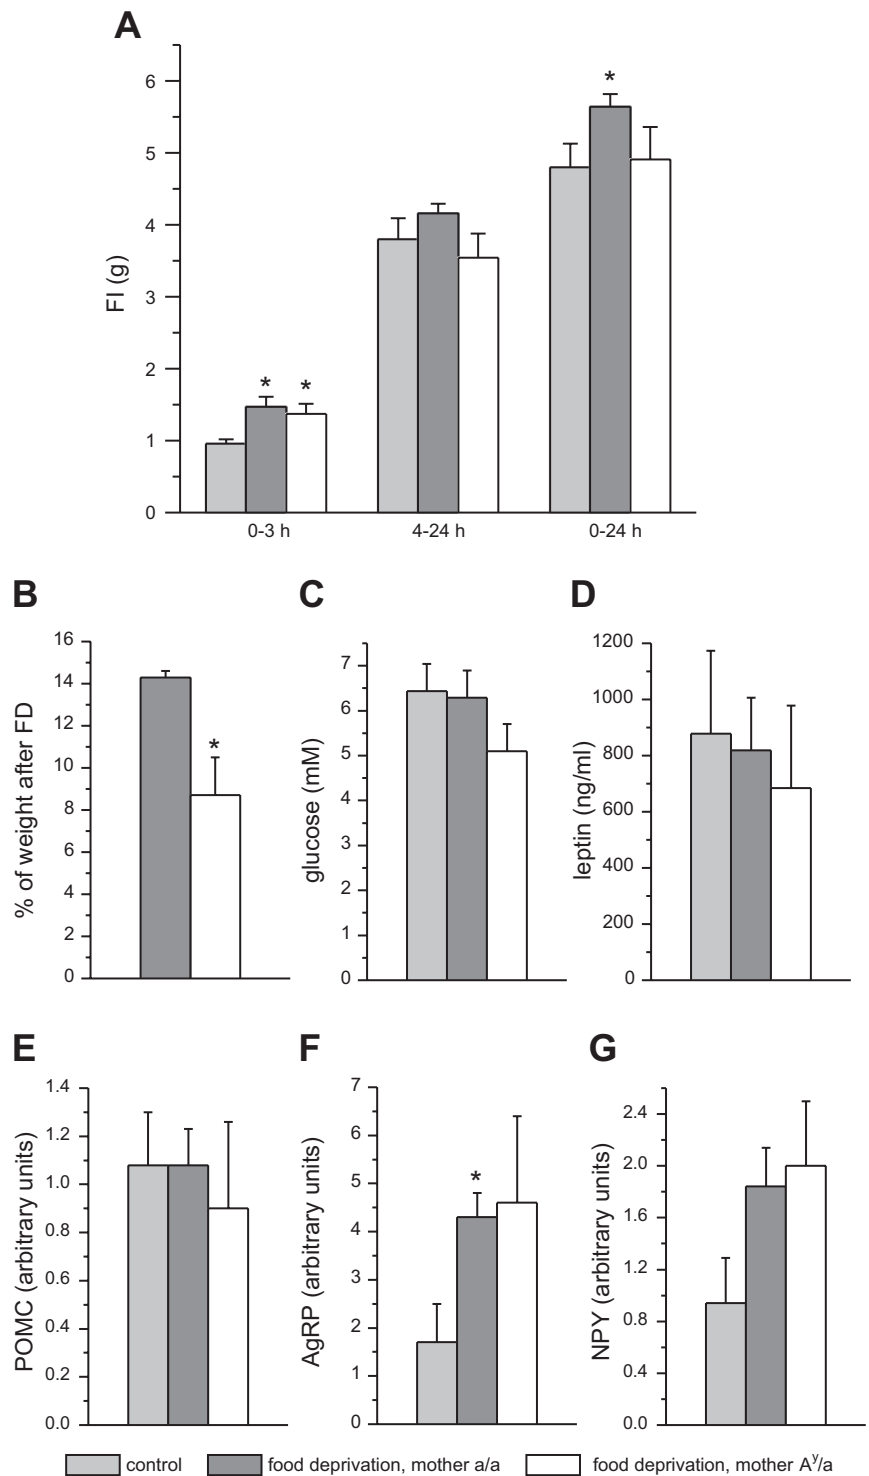 A
FI (g)
6
5
4
3
2
1
0
*
*
*
0-3 h
4-24 h
0-24 h
B
% of weight after FD
16
14
12
10
8
6
4
2
0
*
C
glucose (mM)
7
6
5
4
3
2
1
0
D
leptin (ng/ml)
1200
1000
800
600
400
200
0
E
POMC (arbitrary units)
1.4
1.2
1.0
0.8
0.6
0.4
0.2
0.0
F
AgRP (arbitrary units)
7
6
5
4
3
2
1
0
*
G
NPY (arbitrary units)
2.4
2.0
1.6
1.2
0.8
0.4
0.0
control
food deprivation, mother a/a
food deprivation, mother Aʸ/a